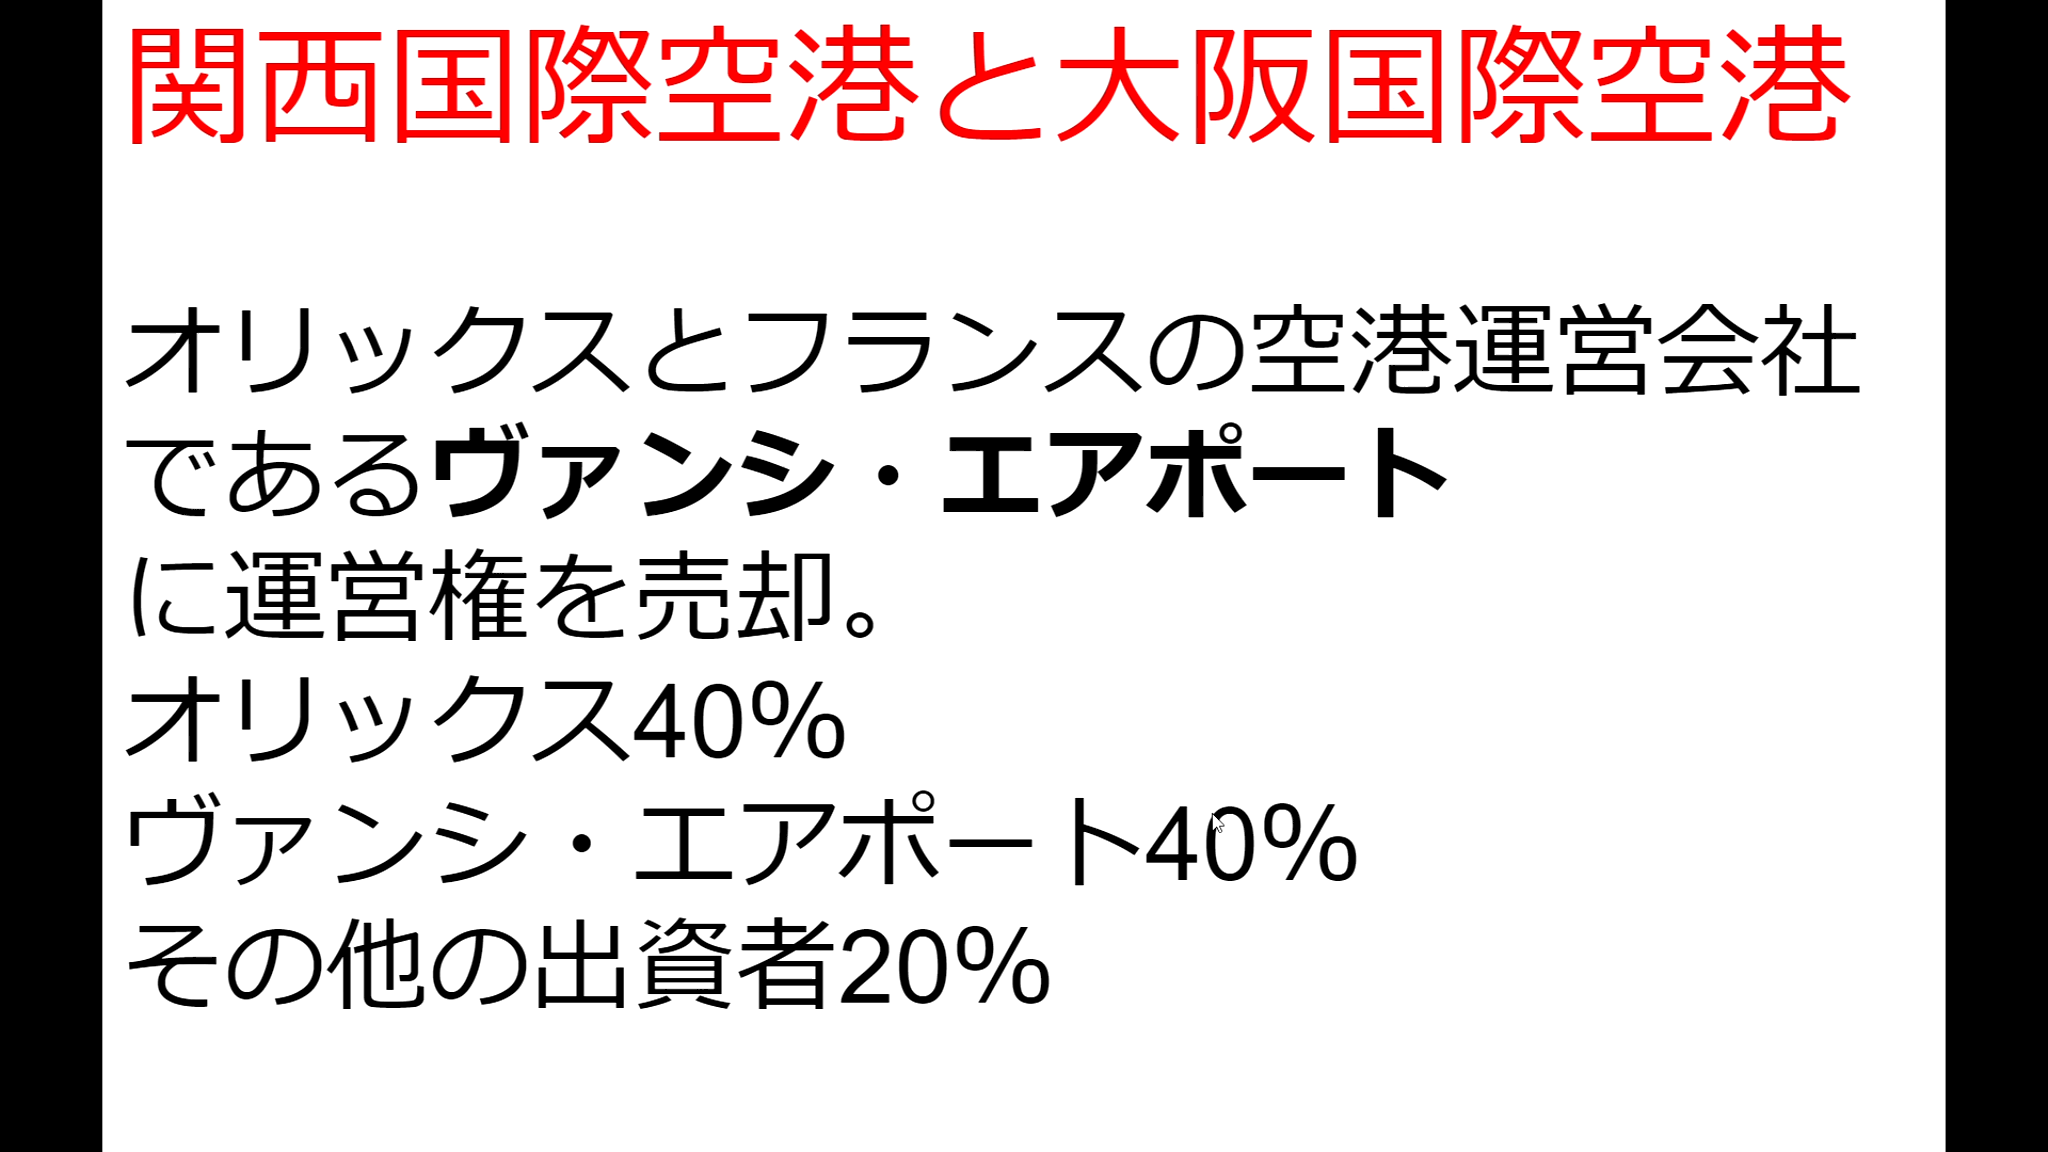 関西国際空港と大阪国際空港
オリックスとフランスの空港運営会社
であるヴァンシ・エアポート
に運営権を売却。
オリックス40%
ヴァンシ・エアポート40%
その他の出資者20%